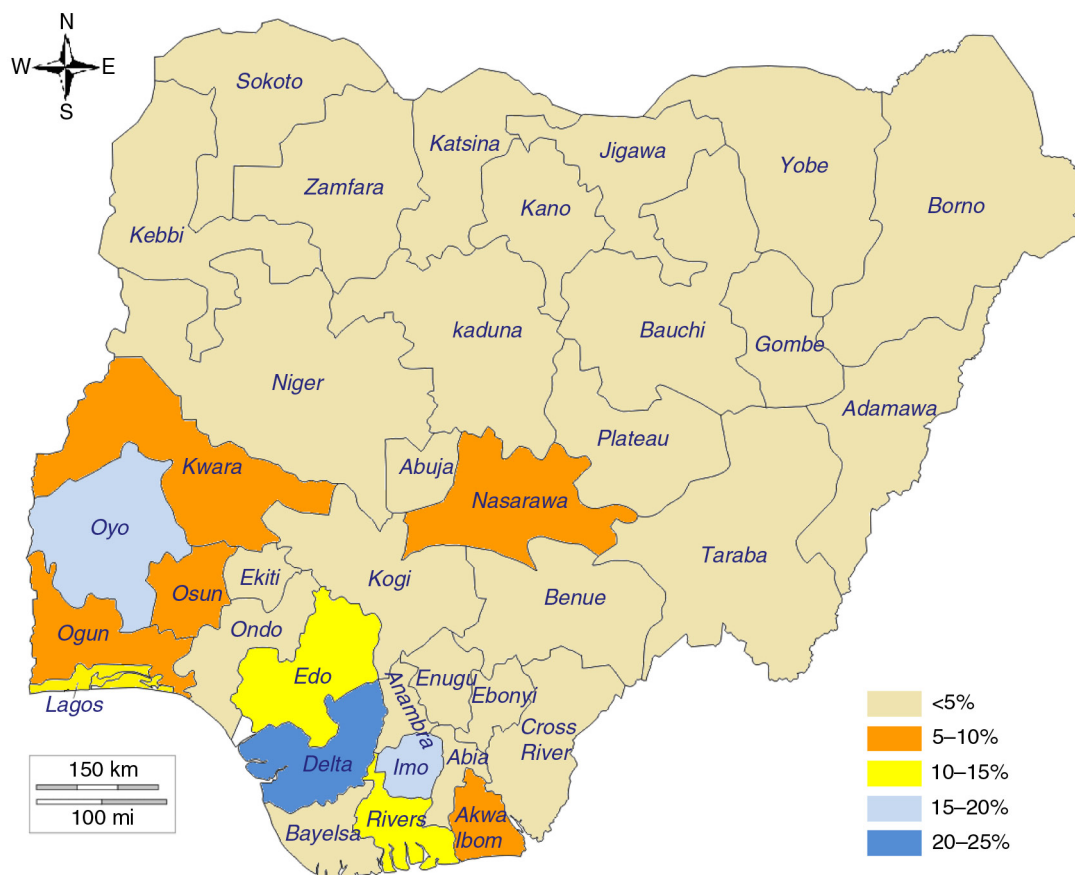 N
W E
S
Sokoto
Katsina
Jigawa
Yobe
Zamfara
Kano
Borno
Kebbi
kaduna
Bauchi
Gombe
Niger
Adamawa
Plateau
Abuja
Kwara
Nasarawa
Oyo
Taraba
Ekiti
Kogi
Osun
Benue
Ondo
Ogun
Edo
Enugu
Ebonyi
Anambra
Lagos
Cross
River
Delta
Imo
Abia
Rivers
Akwa
Ibom
Bayelsa
150 km
100 mi
<5%
5–10%
10–15%
15–20%
20–25%